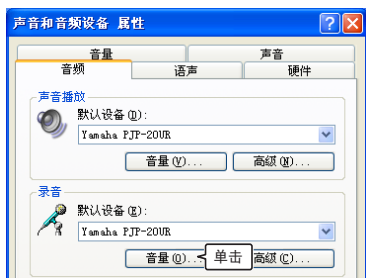 声音和音频设备 属性
音量 声音
音频 语声 硬件
声音播放
默认设备(D):
Yamaha PJP-20UR
音量(V)... 高级(N)...
录音
默认设备(E):
Yamaha PJP-20UR
音量(O)... 单击 高级(C)...